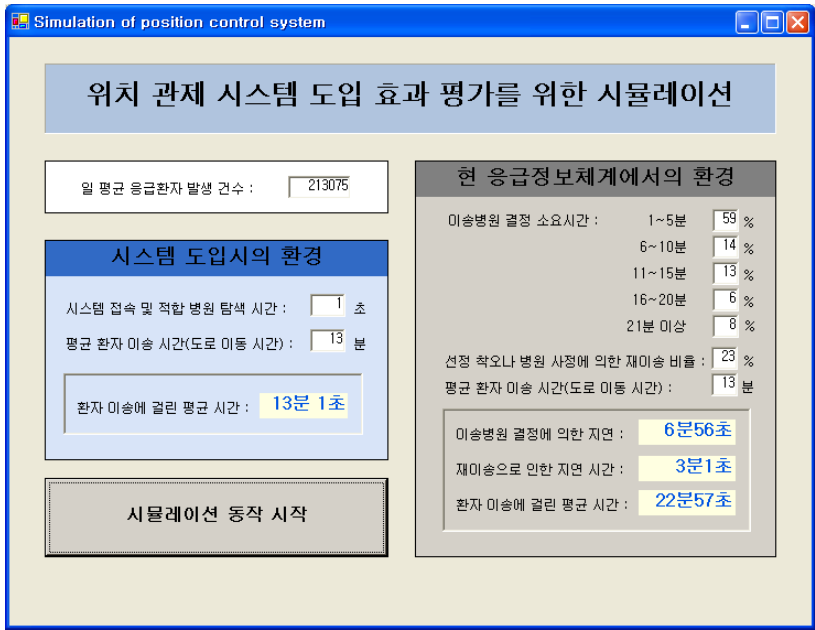 Simulation of position control system
위치 관제 시스템 도입 효과 평가를 위한 시뮬레이션
일 평균 응급환자 발생 건수 : 213075
시스템 도입시의 환경
시스템 접속 및 적합 병원 탐색 시간 : 1 초
평균 환자 이송 시간(도로 이동 시간) : 13 분
환자 이송에 걸린 평균 시간 : 13분 1초
시뮬레이션 동작 시작
현 응급정보체계에서의 환경
이송병원 결정 소요시간 : 1~5분 59 %
6~10분 14 %
11~15분 13 %
16~20분 6 %
21분 이상 8 %
선정 착오나 병원 사정에 의한 재이송 비율 : 23 %
평균 환자 이송 시간(도로 이동 시간) : 13 분
이송병원 결정에 의한 지연 : 6분56초
재이송으로 인한 지연 시간 : 3분1초
환자 이송에 걸린 평균 시간 : 22분57초